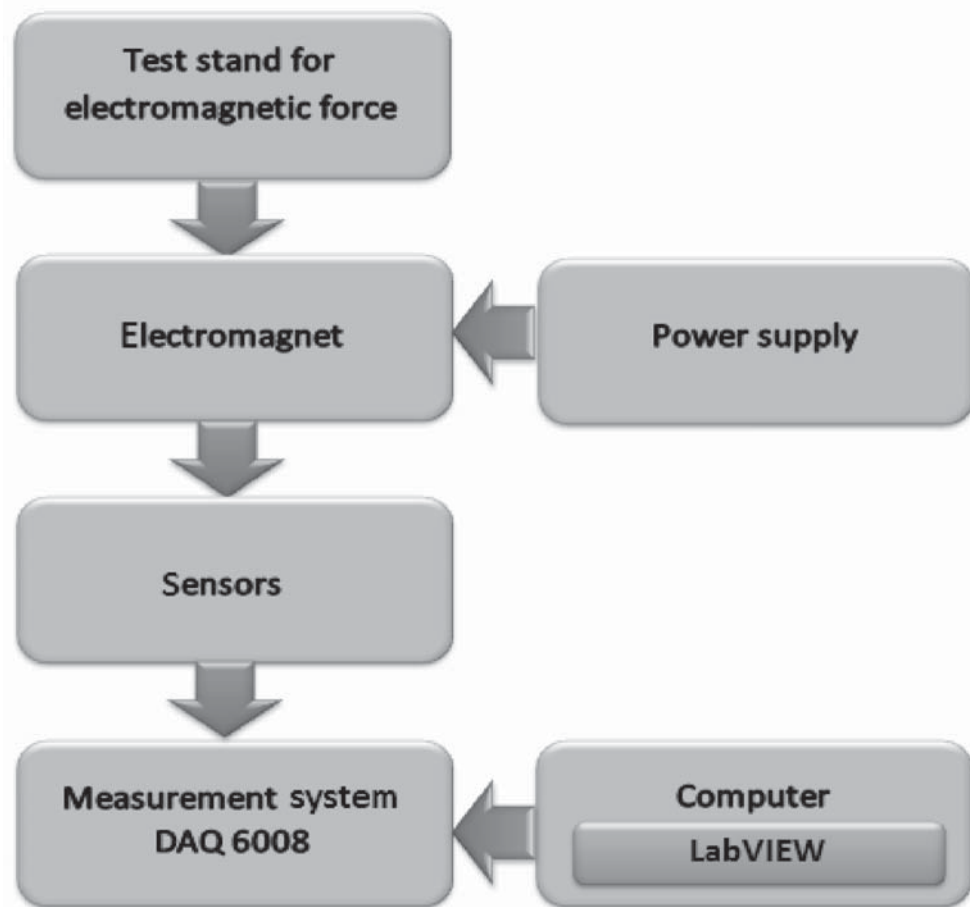 Test stand for
electromagnetic force
Electromagnet
Power supply
Sensors
Measurement system
DAQ 6008
Computer
LabVIEW